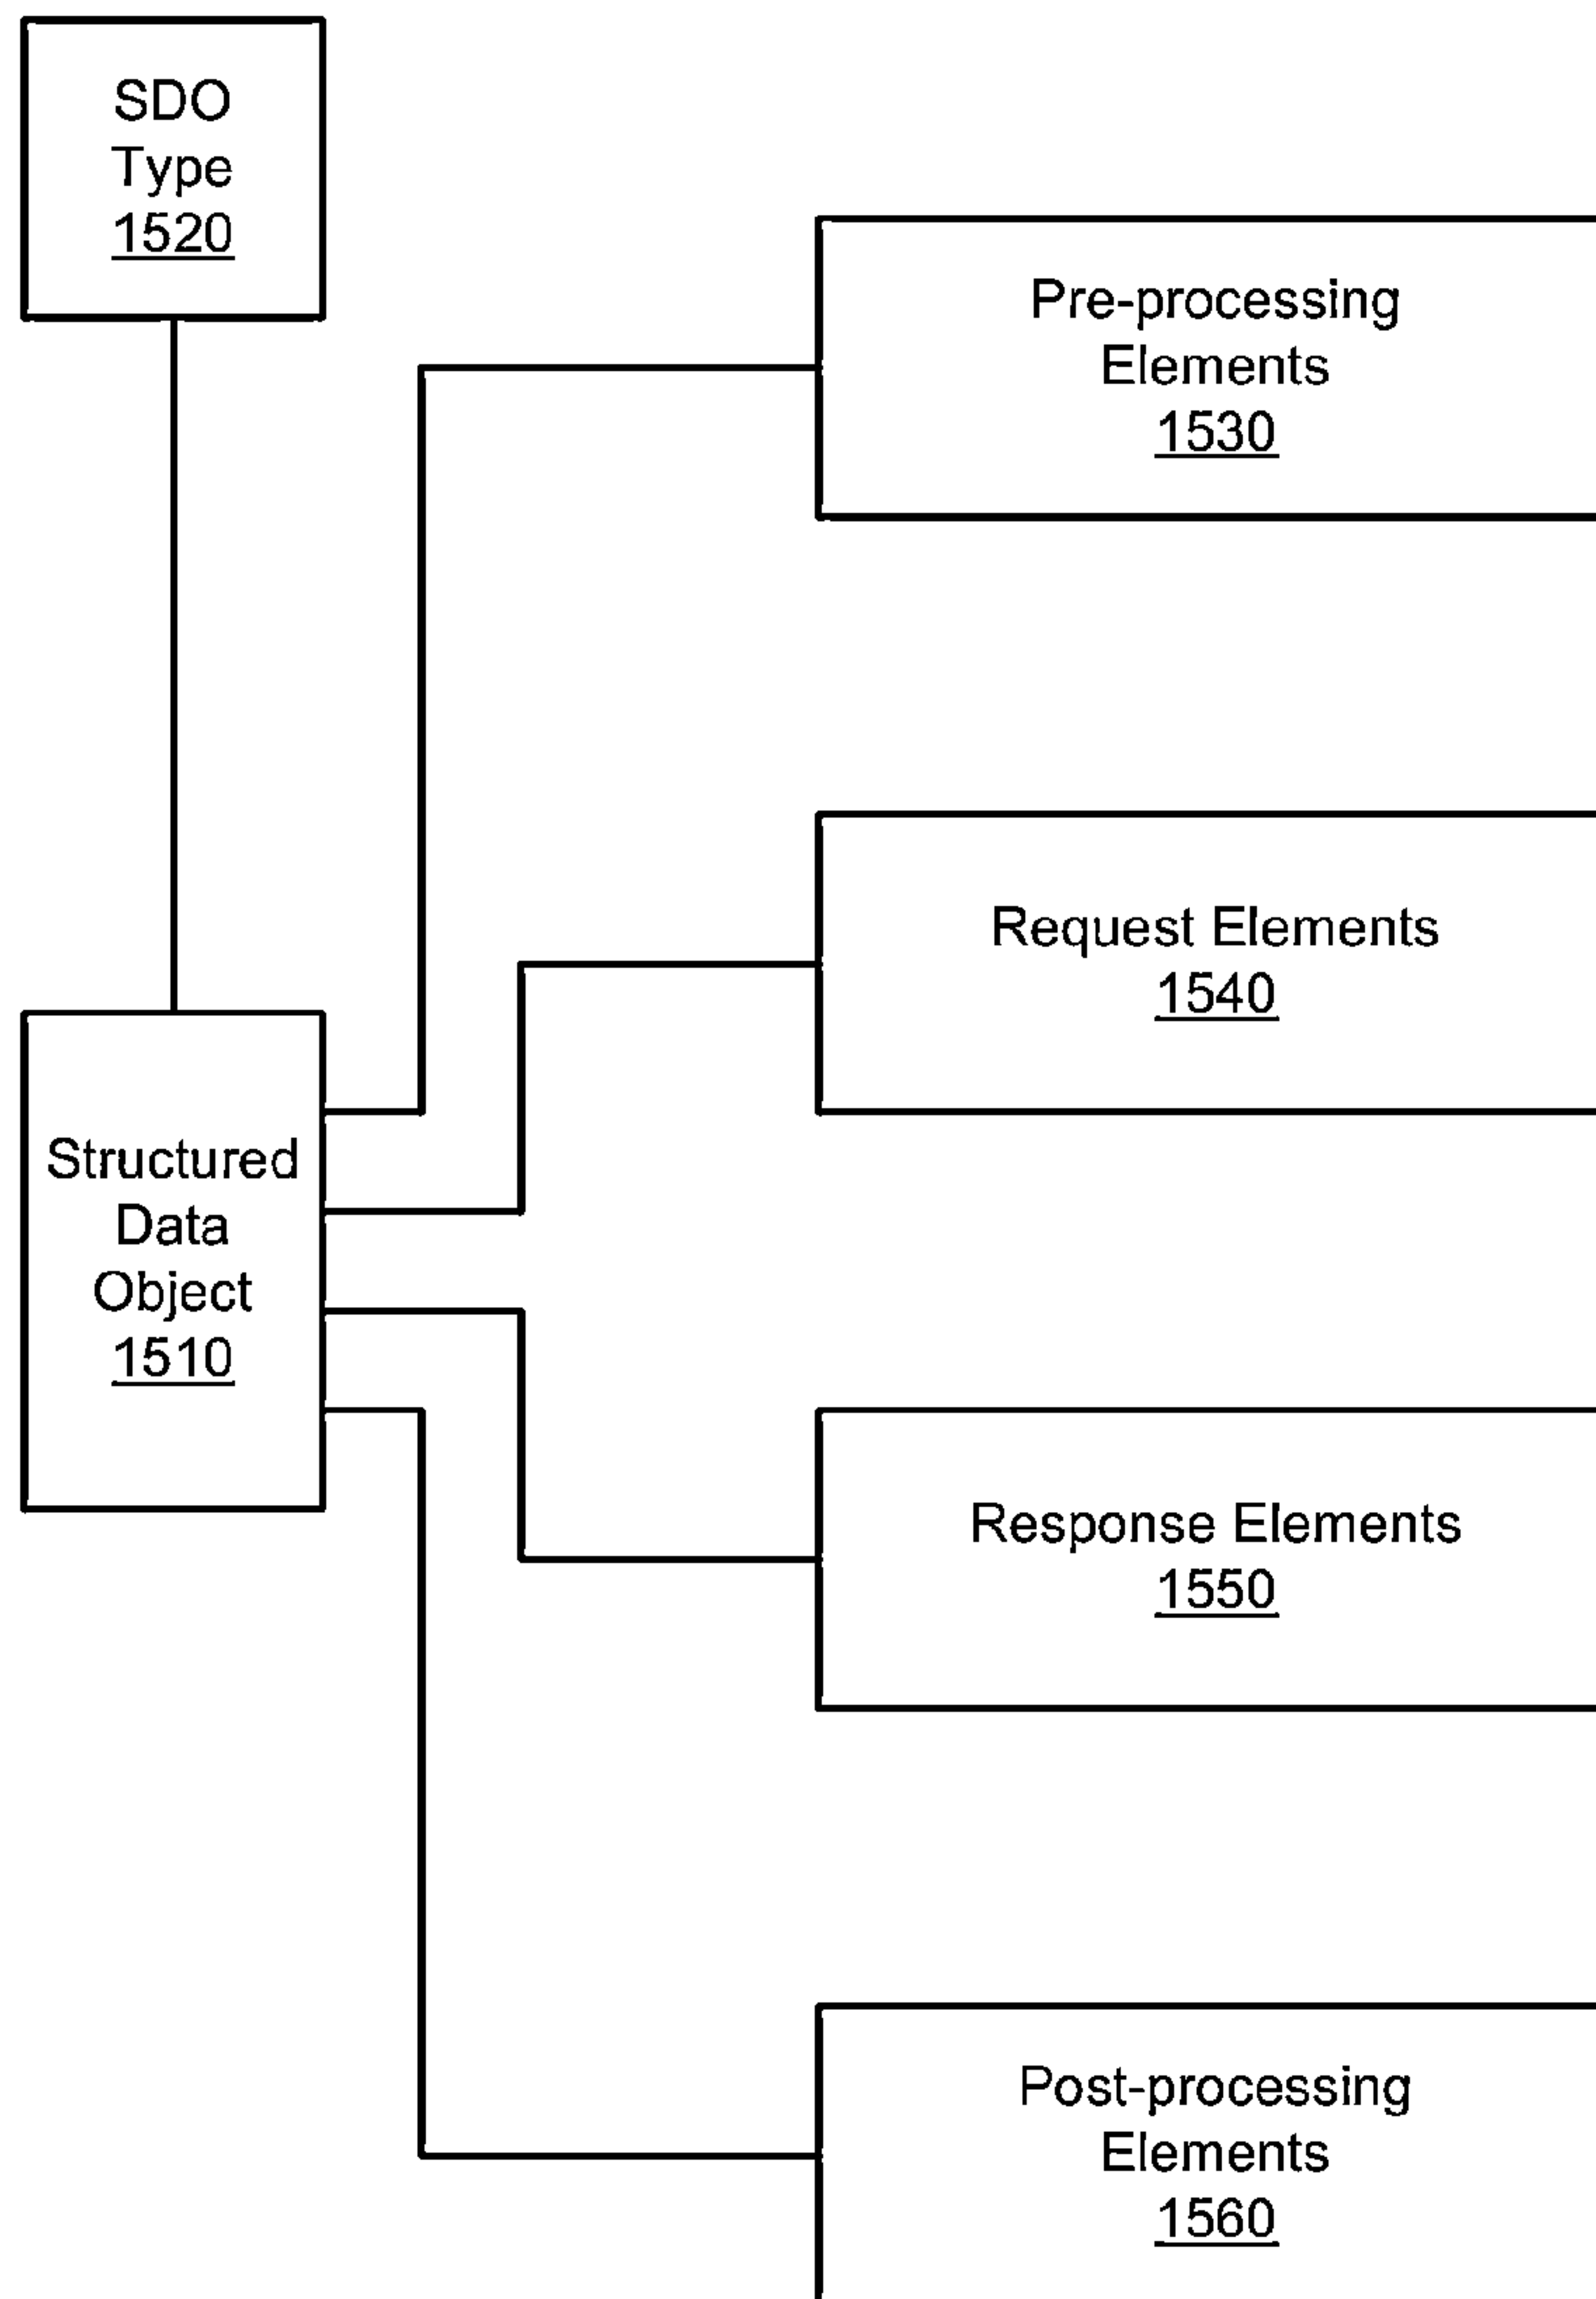 SDO
Type
1520
Pre-processing
Elements
1530
Request Elements
1540
Structured
Data
Object
1510
Response Elements
1550
Post-processing
Elements
1560